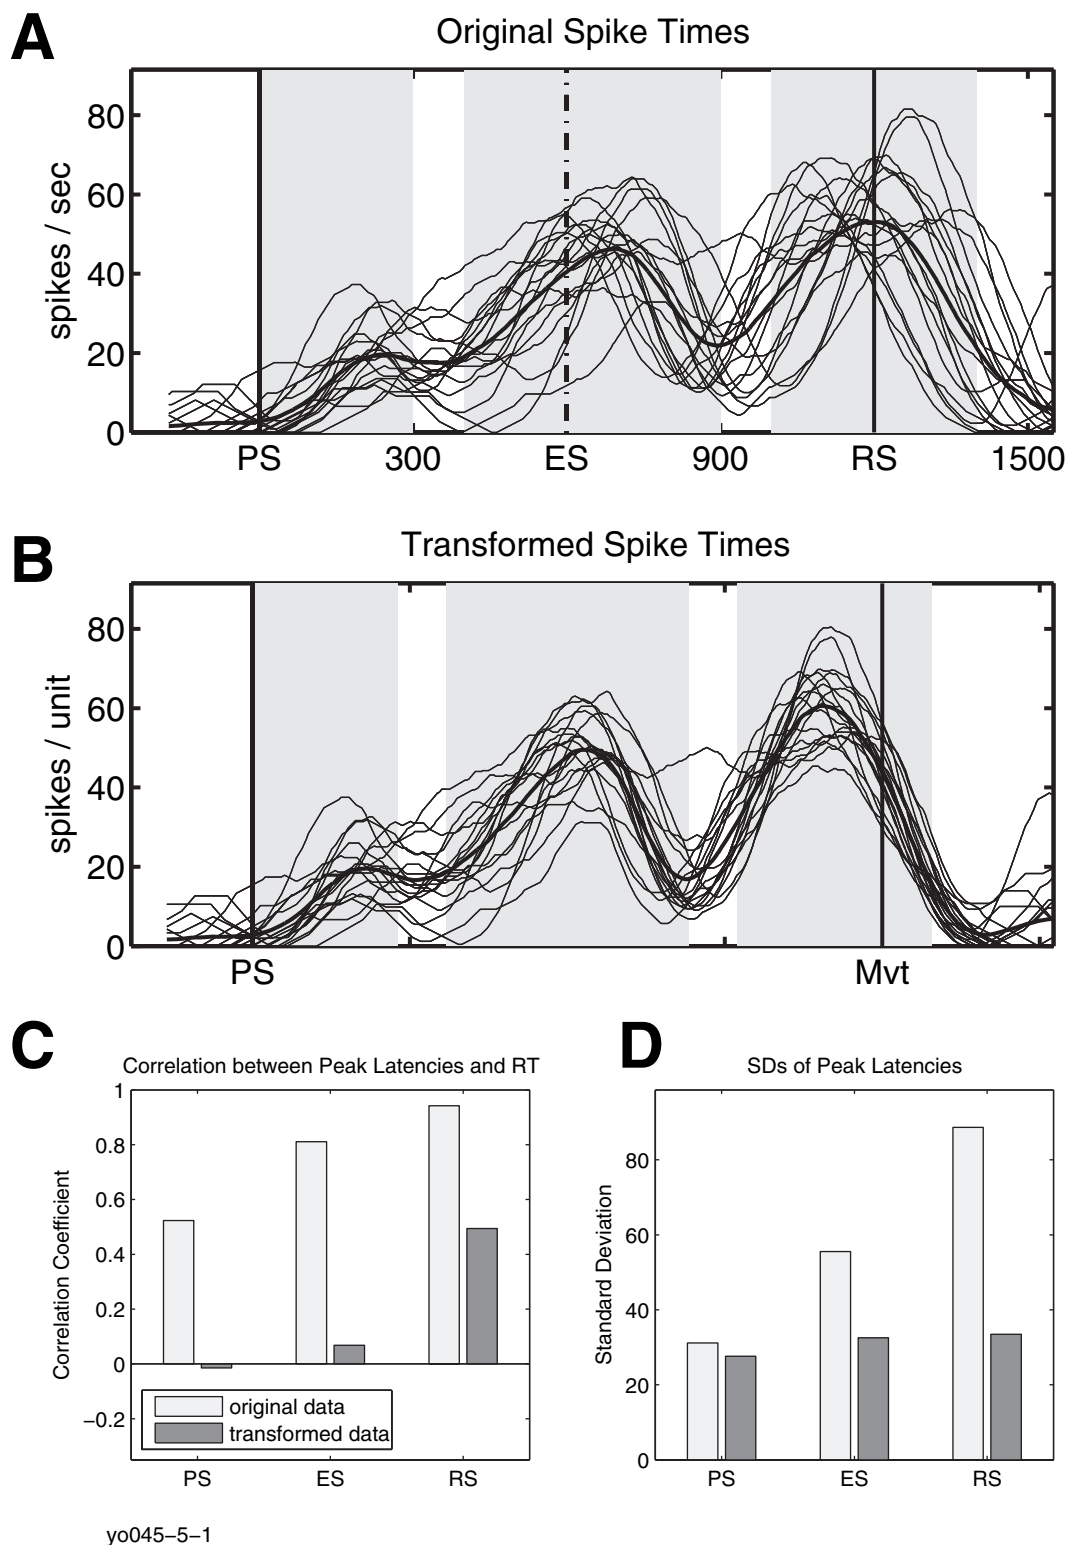 A
Original Spike Times
spikes / sec
80
60
40
20
0
PS 300 ES 900 RS 1500
B
Transformed Spike Times
spikes / unit
80
60
40
20
0
PS Mvt
C
Correlation between Peak Latencies and RT
Correlation Coefficient
1
0.8
0.6
0.4
0.2
0
−0.2
original data
transformed data
PS ES RS
D
SDs of Peak Latencies
Standard Deviation
80
60
40
20
0
PS ES RS
yo045−5−1